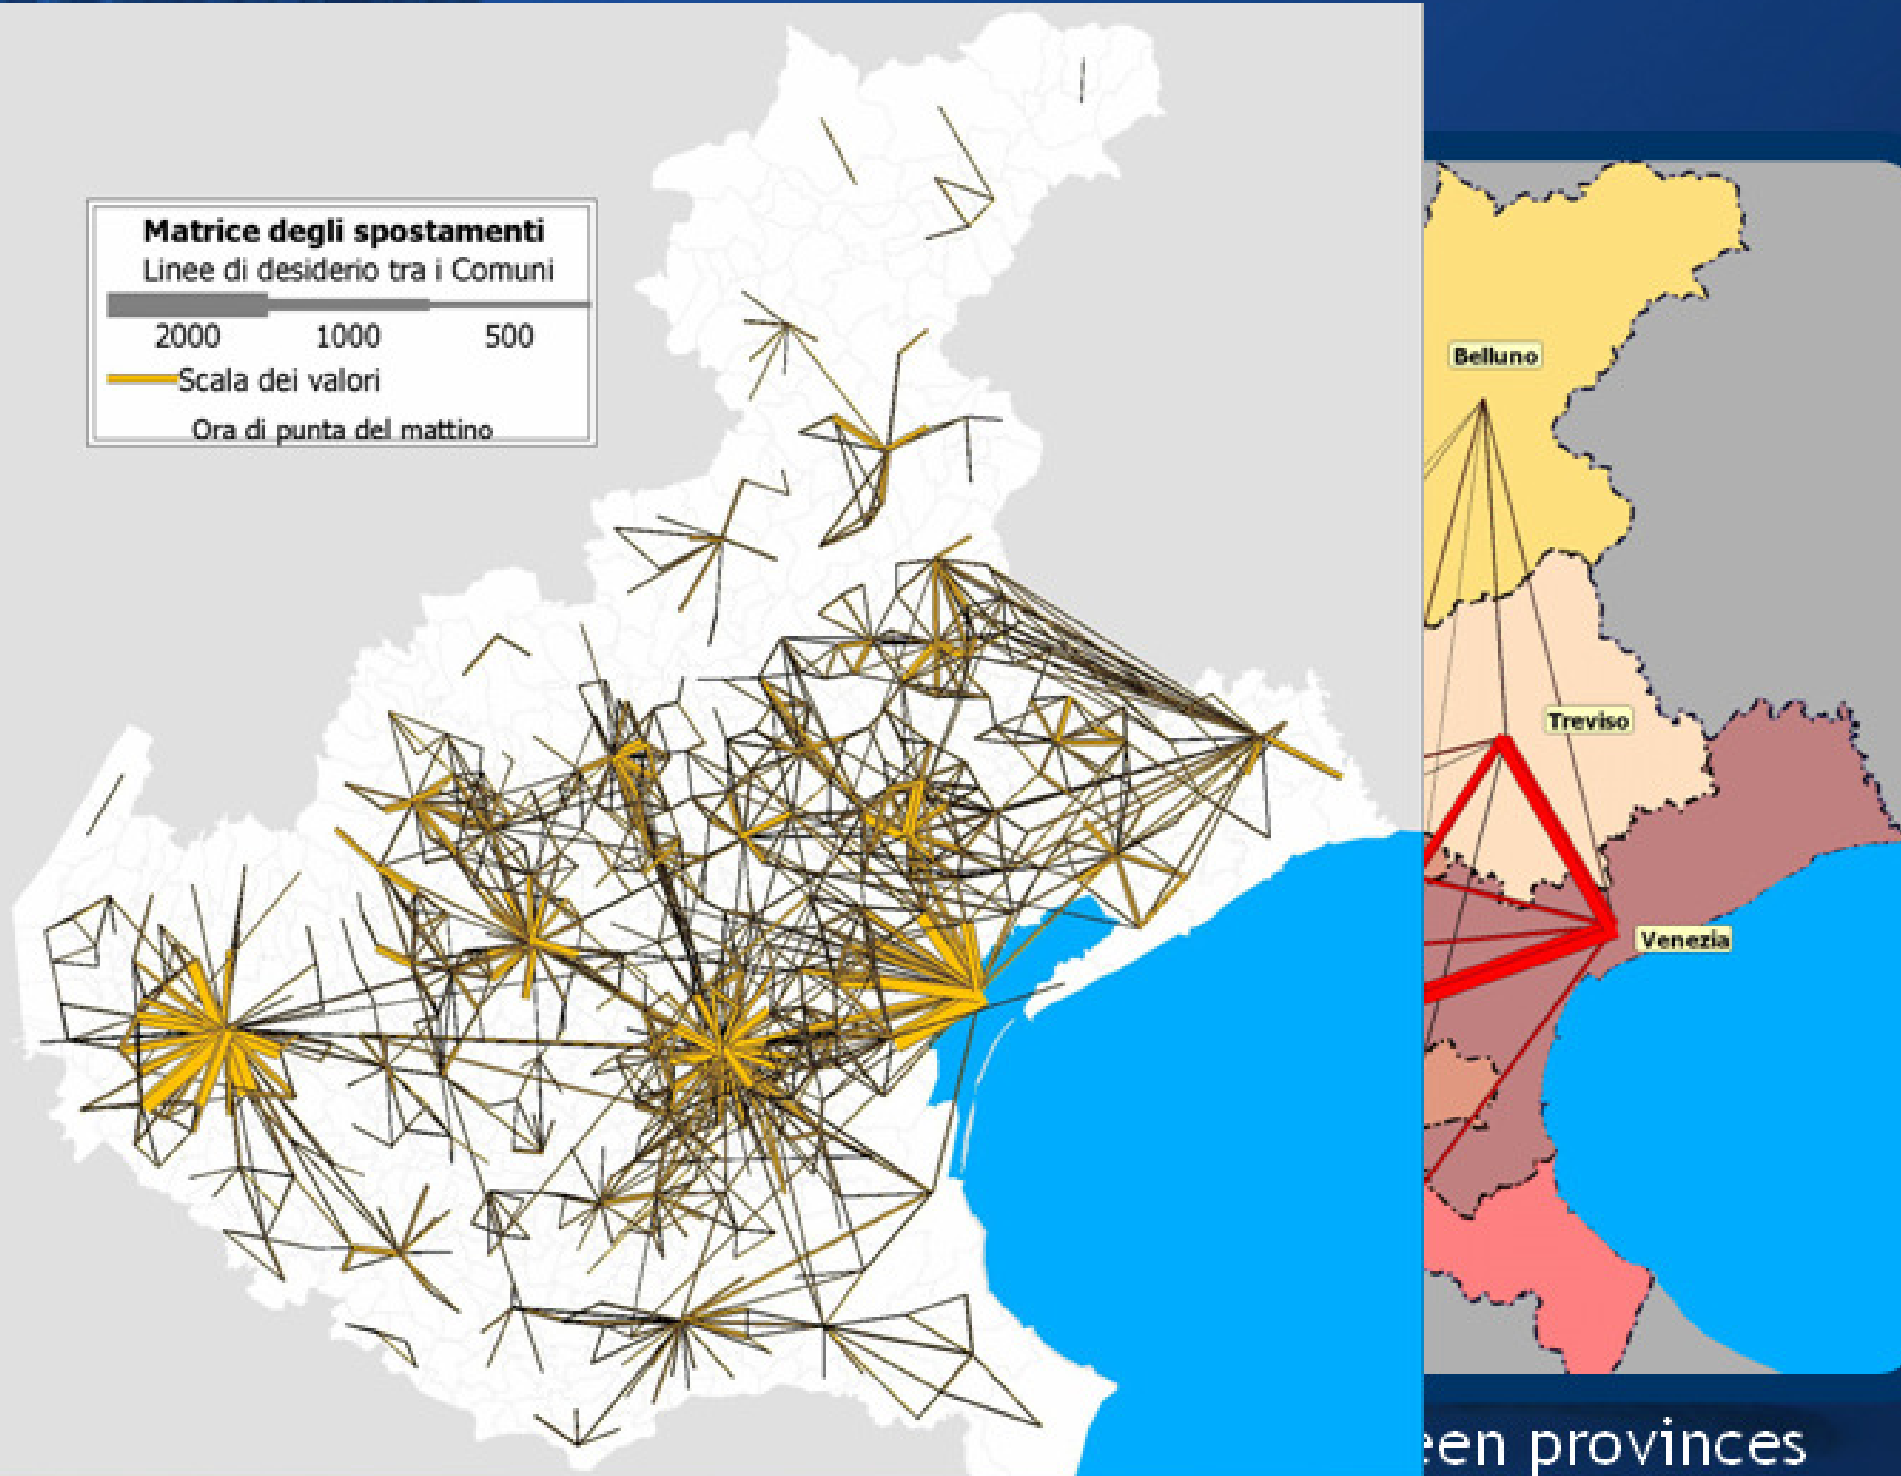 Matrice degli spostamenti
Linee di desiderio tra i Comuni
2000 1000 500
Scala dei valori
Ora di punta del mattino
Belluno
Treviso
Venezia
een provinces